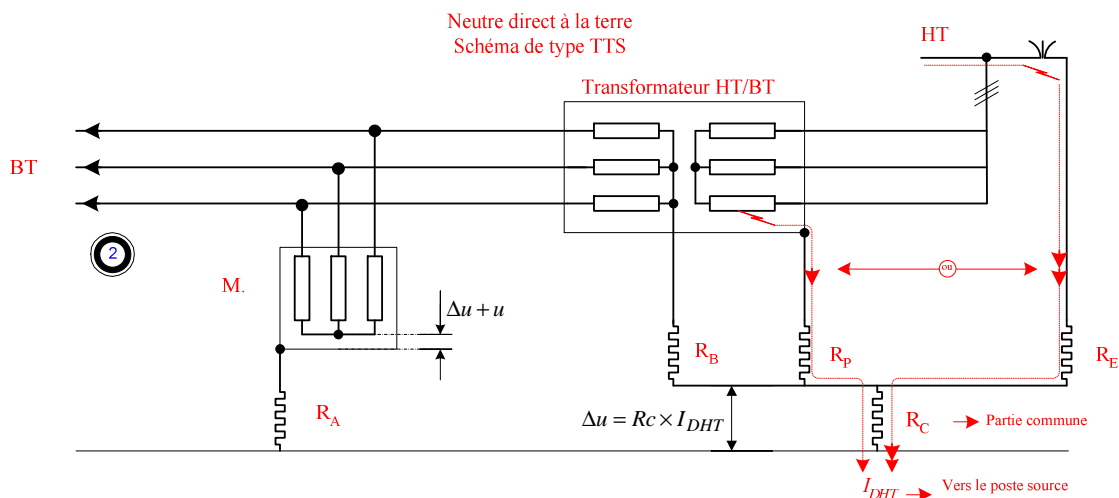 Neutre direct à la terre
Schéma de type TTS
HT
Transformateur HT/BT
BT
2
ou
M.
Δu + u
R_B
R_P
R_E
R_A
Δu = Rc × I_DHT
R_C
Partie commune
I_DHT
Vers le poste source